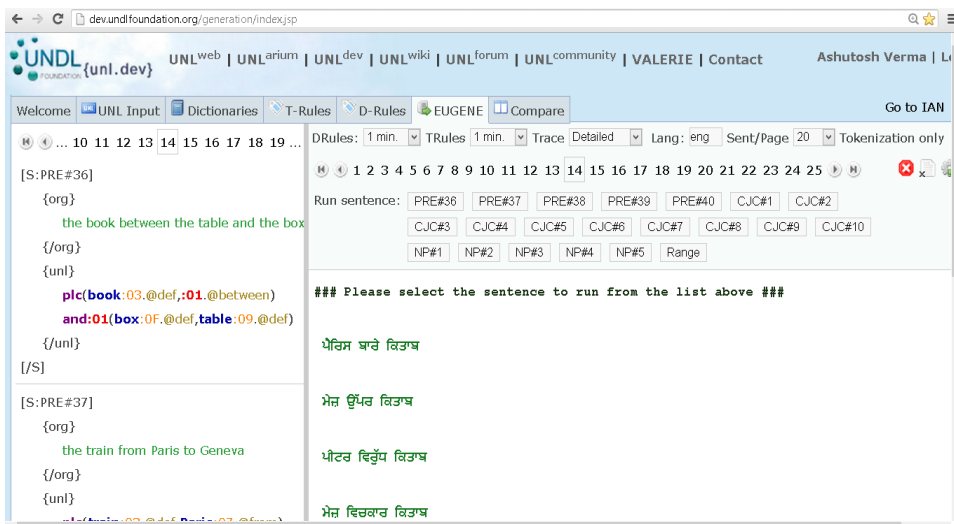 dev.undlfoundation.org/generation/index.jsp
UNDL FOUNDATION {unl.dev}
UNLweb | UNLarium | UNLdev | UNLwiki | UNLforum | UNLcommunity | VALERIE | Contact
Ashutosh Verma |
Welcome UNL Input Dictionaries T-Rules D-Rules EUGENE Compare
Go to IAN
... 10 11 12 13 14 15 16 17 18 19 ...
[S:PRE#36]
{org}
the book between the table and the box
{/org}
{unl}
plc(book:03.@def,:01.@between)
and:01(box:0F.@def,table:09.@def)
{/unl}
[/S]
[S:PRE#37]
{org}
the train from Paris to Geneva
{/org}
{unl}
plc(train:02.@def,Paris:07.@from)
DRules: 1 min. TRules 1 min. Trace Detailed Lang: eng Sent/Page 20 Tokenization only
1 2 3 4 5 6 7 8 9 10 11 12 13 14 15 16 17 18 19 20 21 22 23 24 25
Run sentence: PRE#36 PRE#37 PRE#38 PRE#39 PRE#40 CJC#1 CJC#2
CJC#3 CJC#4 CJC#5 CJC#6 CJC#7 CJC#8 CJC#9 CJC#10
NP#1 NP#2 NP#3 NP#4 NP#5 Range
### Please select the sentence to run from the list above ###
ਪੈਰਿਸ ਬਾਰੇ ਕਿਤਾਬ
ਮੇਜ਼ ਉੱਪਰ ਕਿਤਾਬ
ਪੀਟਰ ਵਿਰੁੱਧ ਕਿਤਾਬ
ਮੇਜ਼ ਵਿਚਕਾਰ ਕਿਤਾਬ